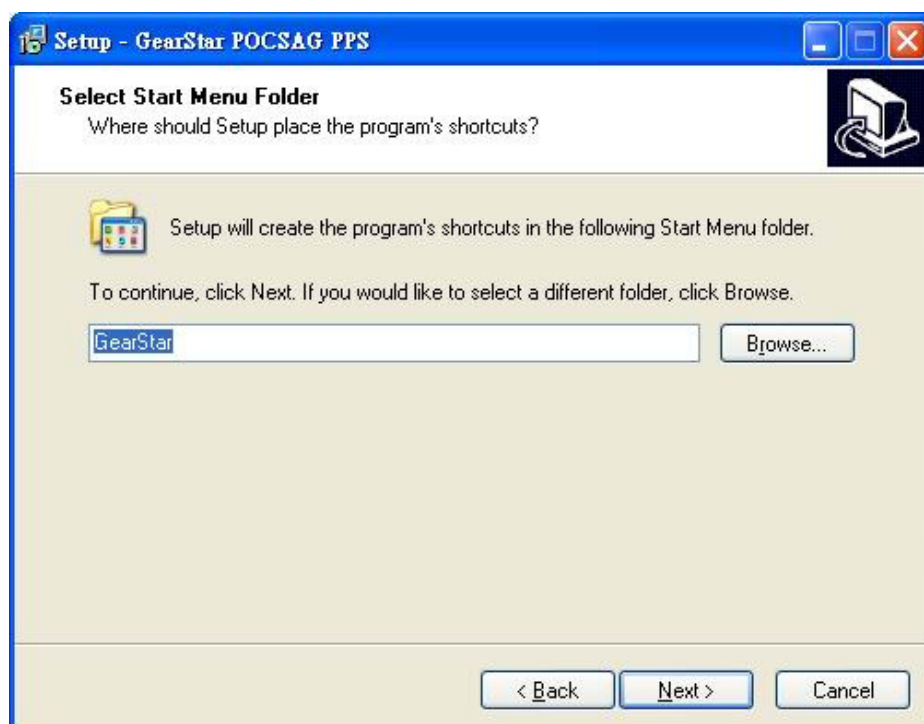 Setup - GearStar POCSAG PPS
Select Start Menu Folder
Where should Setup place the program's shortcuts?
Setup will create the program's shortcuts in the following Start Menu folder.
To continue, click Next. If you would like to select a different folder, click Browse.
GearStar
Browse...
< Back
Next >
Cancel